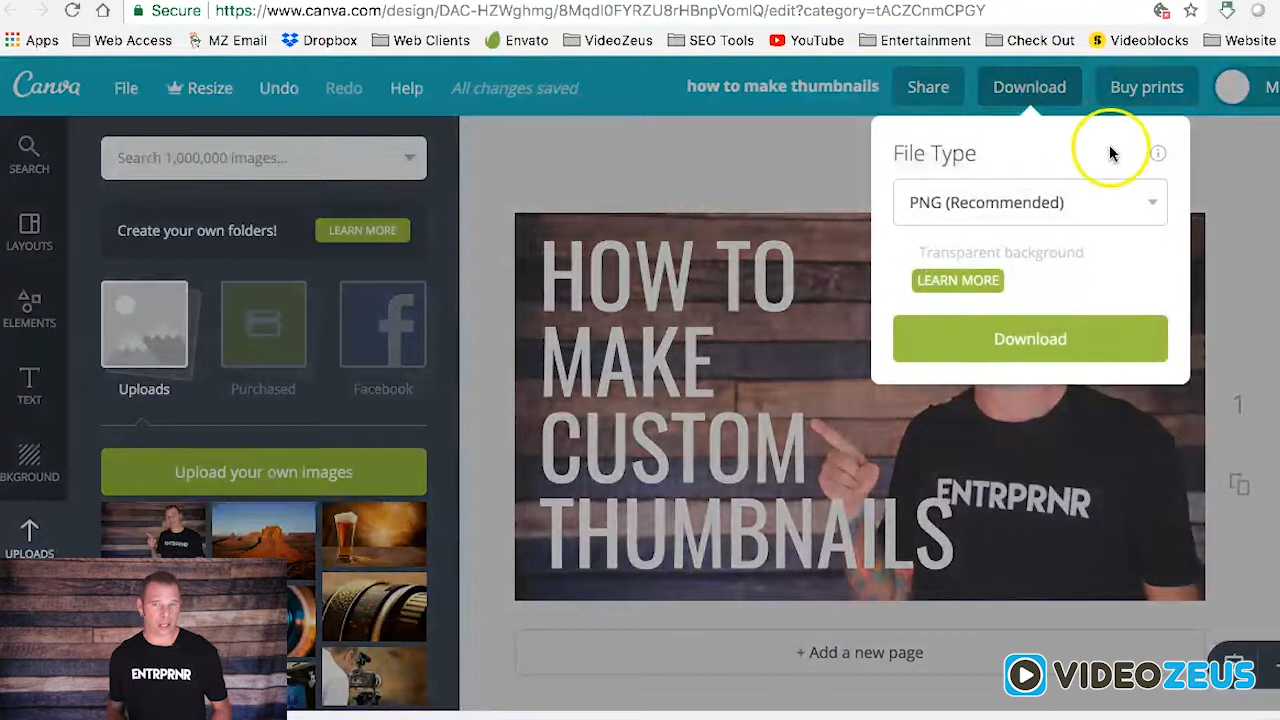 Secure https://www.canva.com/design/DAC-HZWghmg/8Mqdl0FYRZU8rHBnpVomIQ/edit?category=tACZCnmCPGY
Apps Web Access MZ Email Dropbox Web Clients Envato VideoZeus SEO Tools YouTube Entertainment Check Out Videoblocks Website
Canva File Resize Undo Redo Help All changes saved how to make thumbnails Share Download Buy prints M
SEARCH
LAYOUTS
ELEMENTS
TEXT
BKGROUND
UPLOADS
Search 1,000,000 images...
Create your own folders! LEARN MORE
Uploads Purchased Facebook
Upload your own images
File Type
PNG (Recommended)
Transparent background
LEARN MORE
Download
HOW TO
MAKE
CUSTOM
THUMBNAILS
ENTRPRNR
1
+ Add a new page
ENTRPRNR
VIDEOZEUS